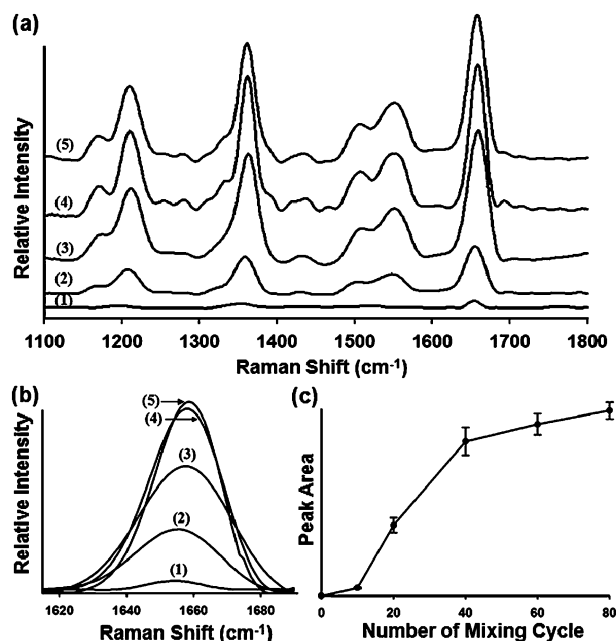 (a)
Relative Intensity
(5)
(4)
(3)
(2)
(1)
1100 1200 1300 1400 1500 1600 1700 1800
Raman Shift (cm-1)
(b)
Relative Intensity
(5)
(4)
(3)
(2)
(1)
1620 1640 1660 1680
Raman Shift (cm-1)
(c)
Peak Area
0 20 40 60 80
Number of Mixing Cycle